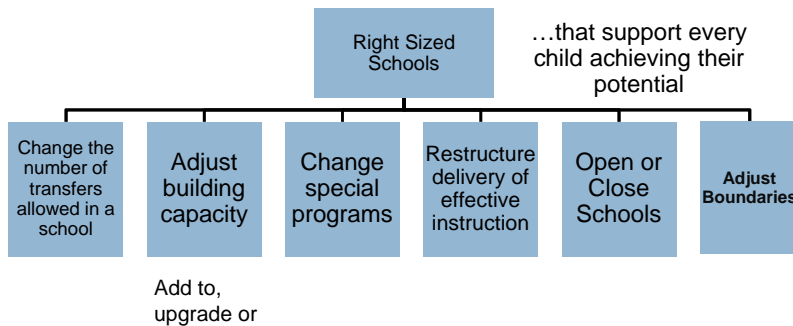 Right Sized
Schools
…that support every
child achieving their
potential
Change the
number of
transfers
allowed in a
school
Adjust
building
capacity
Change
special
programs
Restructure
delivery of
effective
instruction
Open or
Close
Schools
Adjust
Boundaries
Add to,
upgrade or